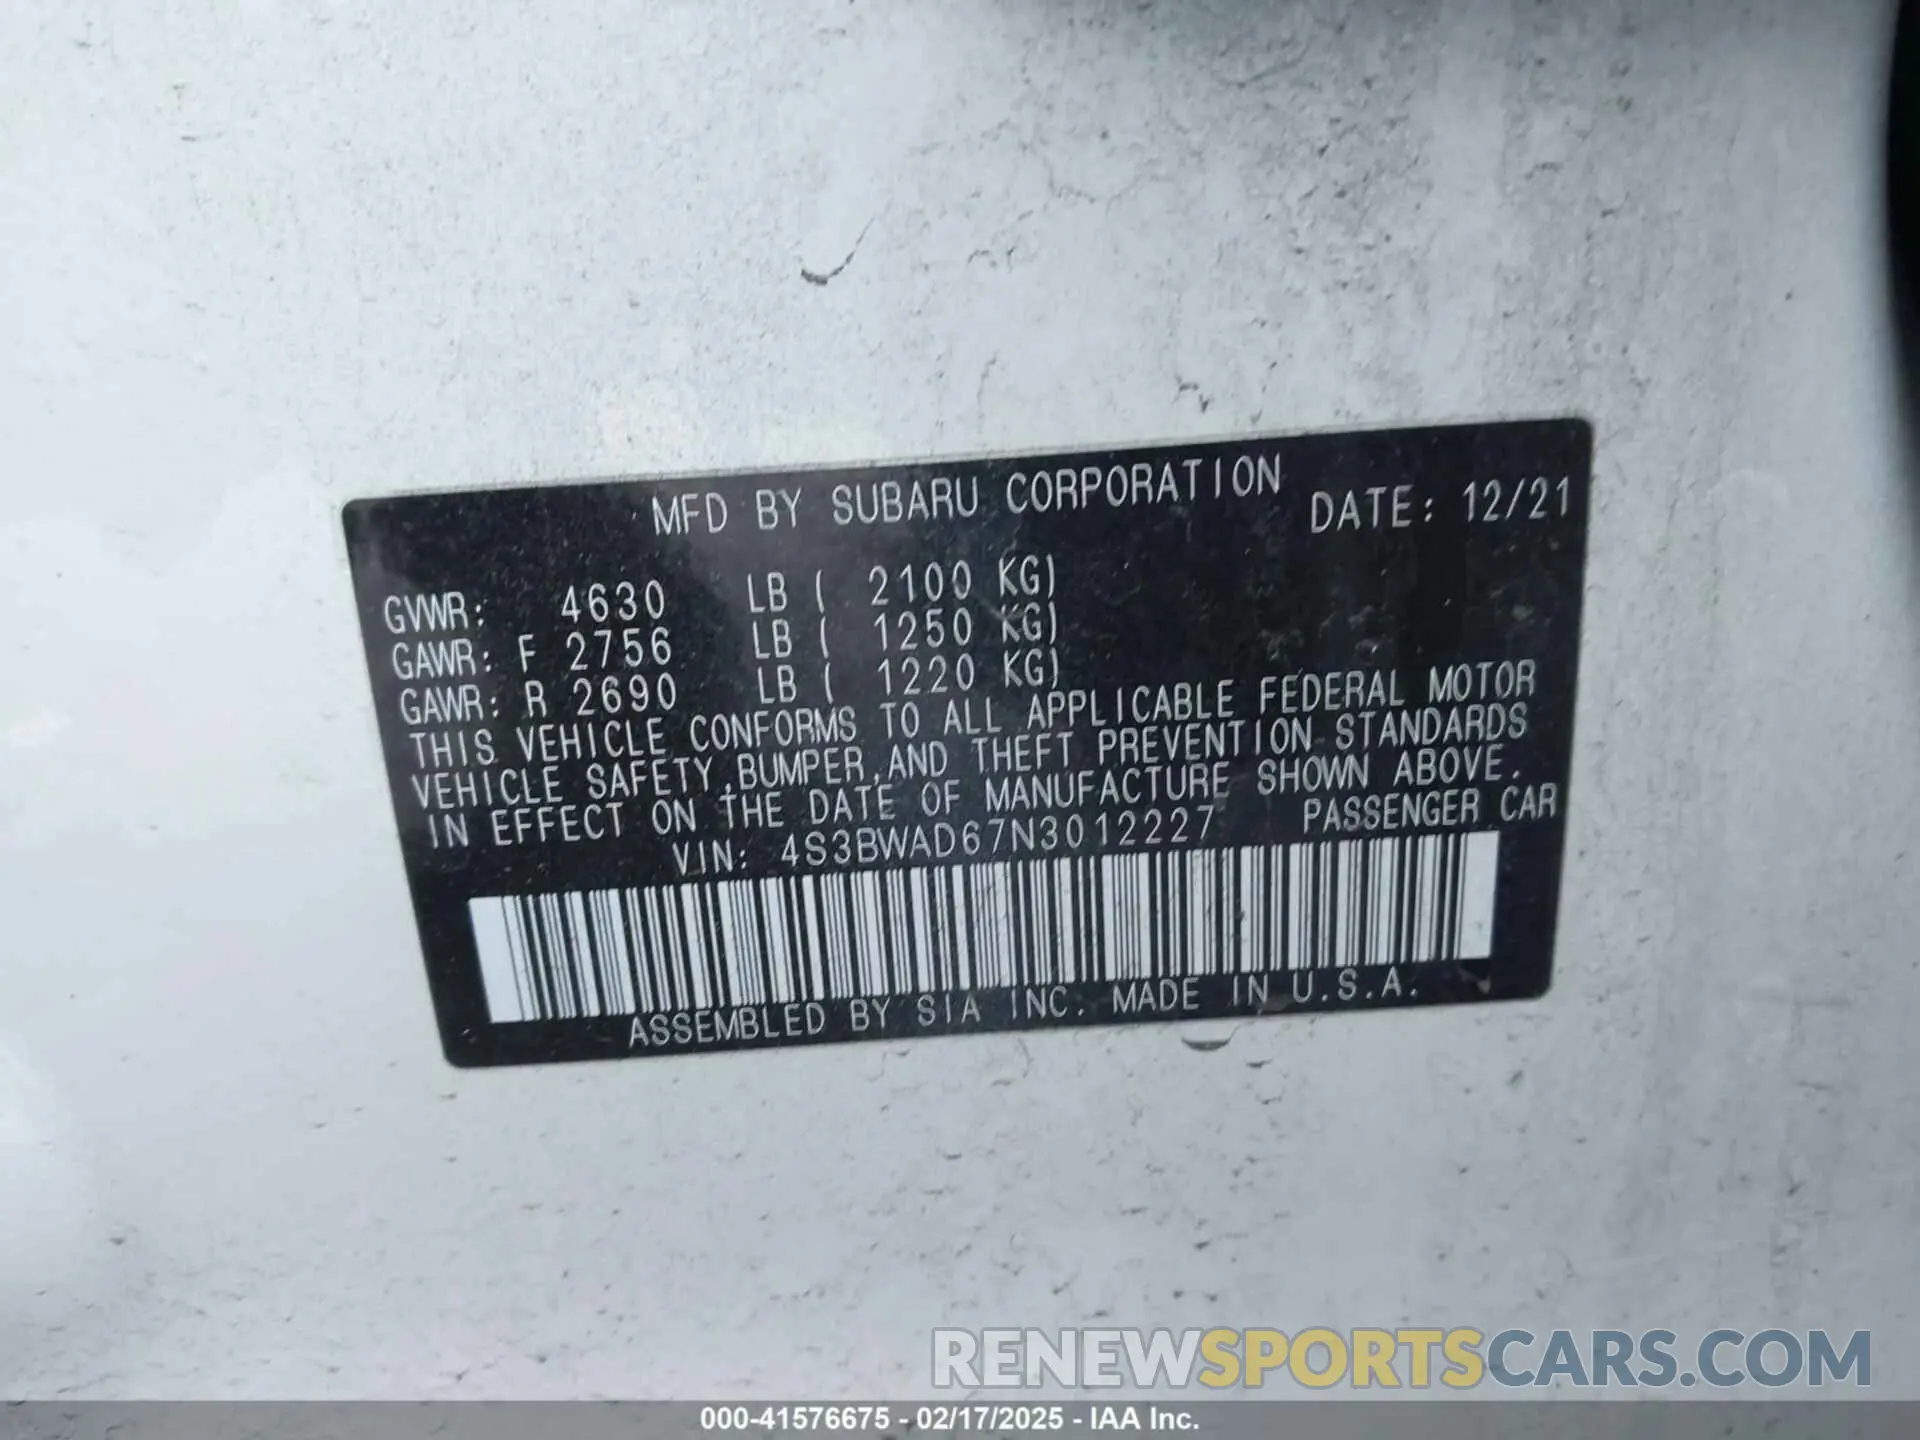 MFD BY SUBARU CORPORATION DATE: 12/21
GVWR: 4630 LB ( 2100 KG)
GAWR: F 2756 LB ( 1250 KG)
GAWR: R 2690 LB ( 1220 KG)
THIS VEHICLE CONFORMS TO ALL APPLICABLE FEDERAL MOTOR
VEHICLE SAFETY,BUMPER,AND THEFT PREVENTION STANDARDS
IN EFFECT ON THE DATE OF MANUFACTURE SHOWN ABOVE.
VIN: 4S3BWAD67N3012227 PASSENGER CAR
ASSEMBLED BY SIA INC. MADE IN U.S.A.
RENEWSPORTSCARS.COM
000-41576675 - 02/17/2025 - IAA Inc.